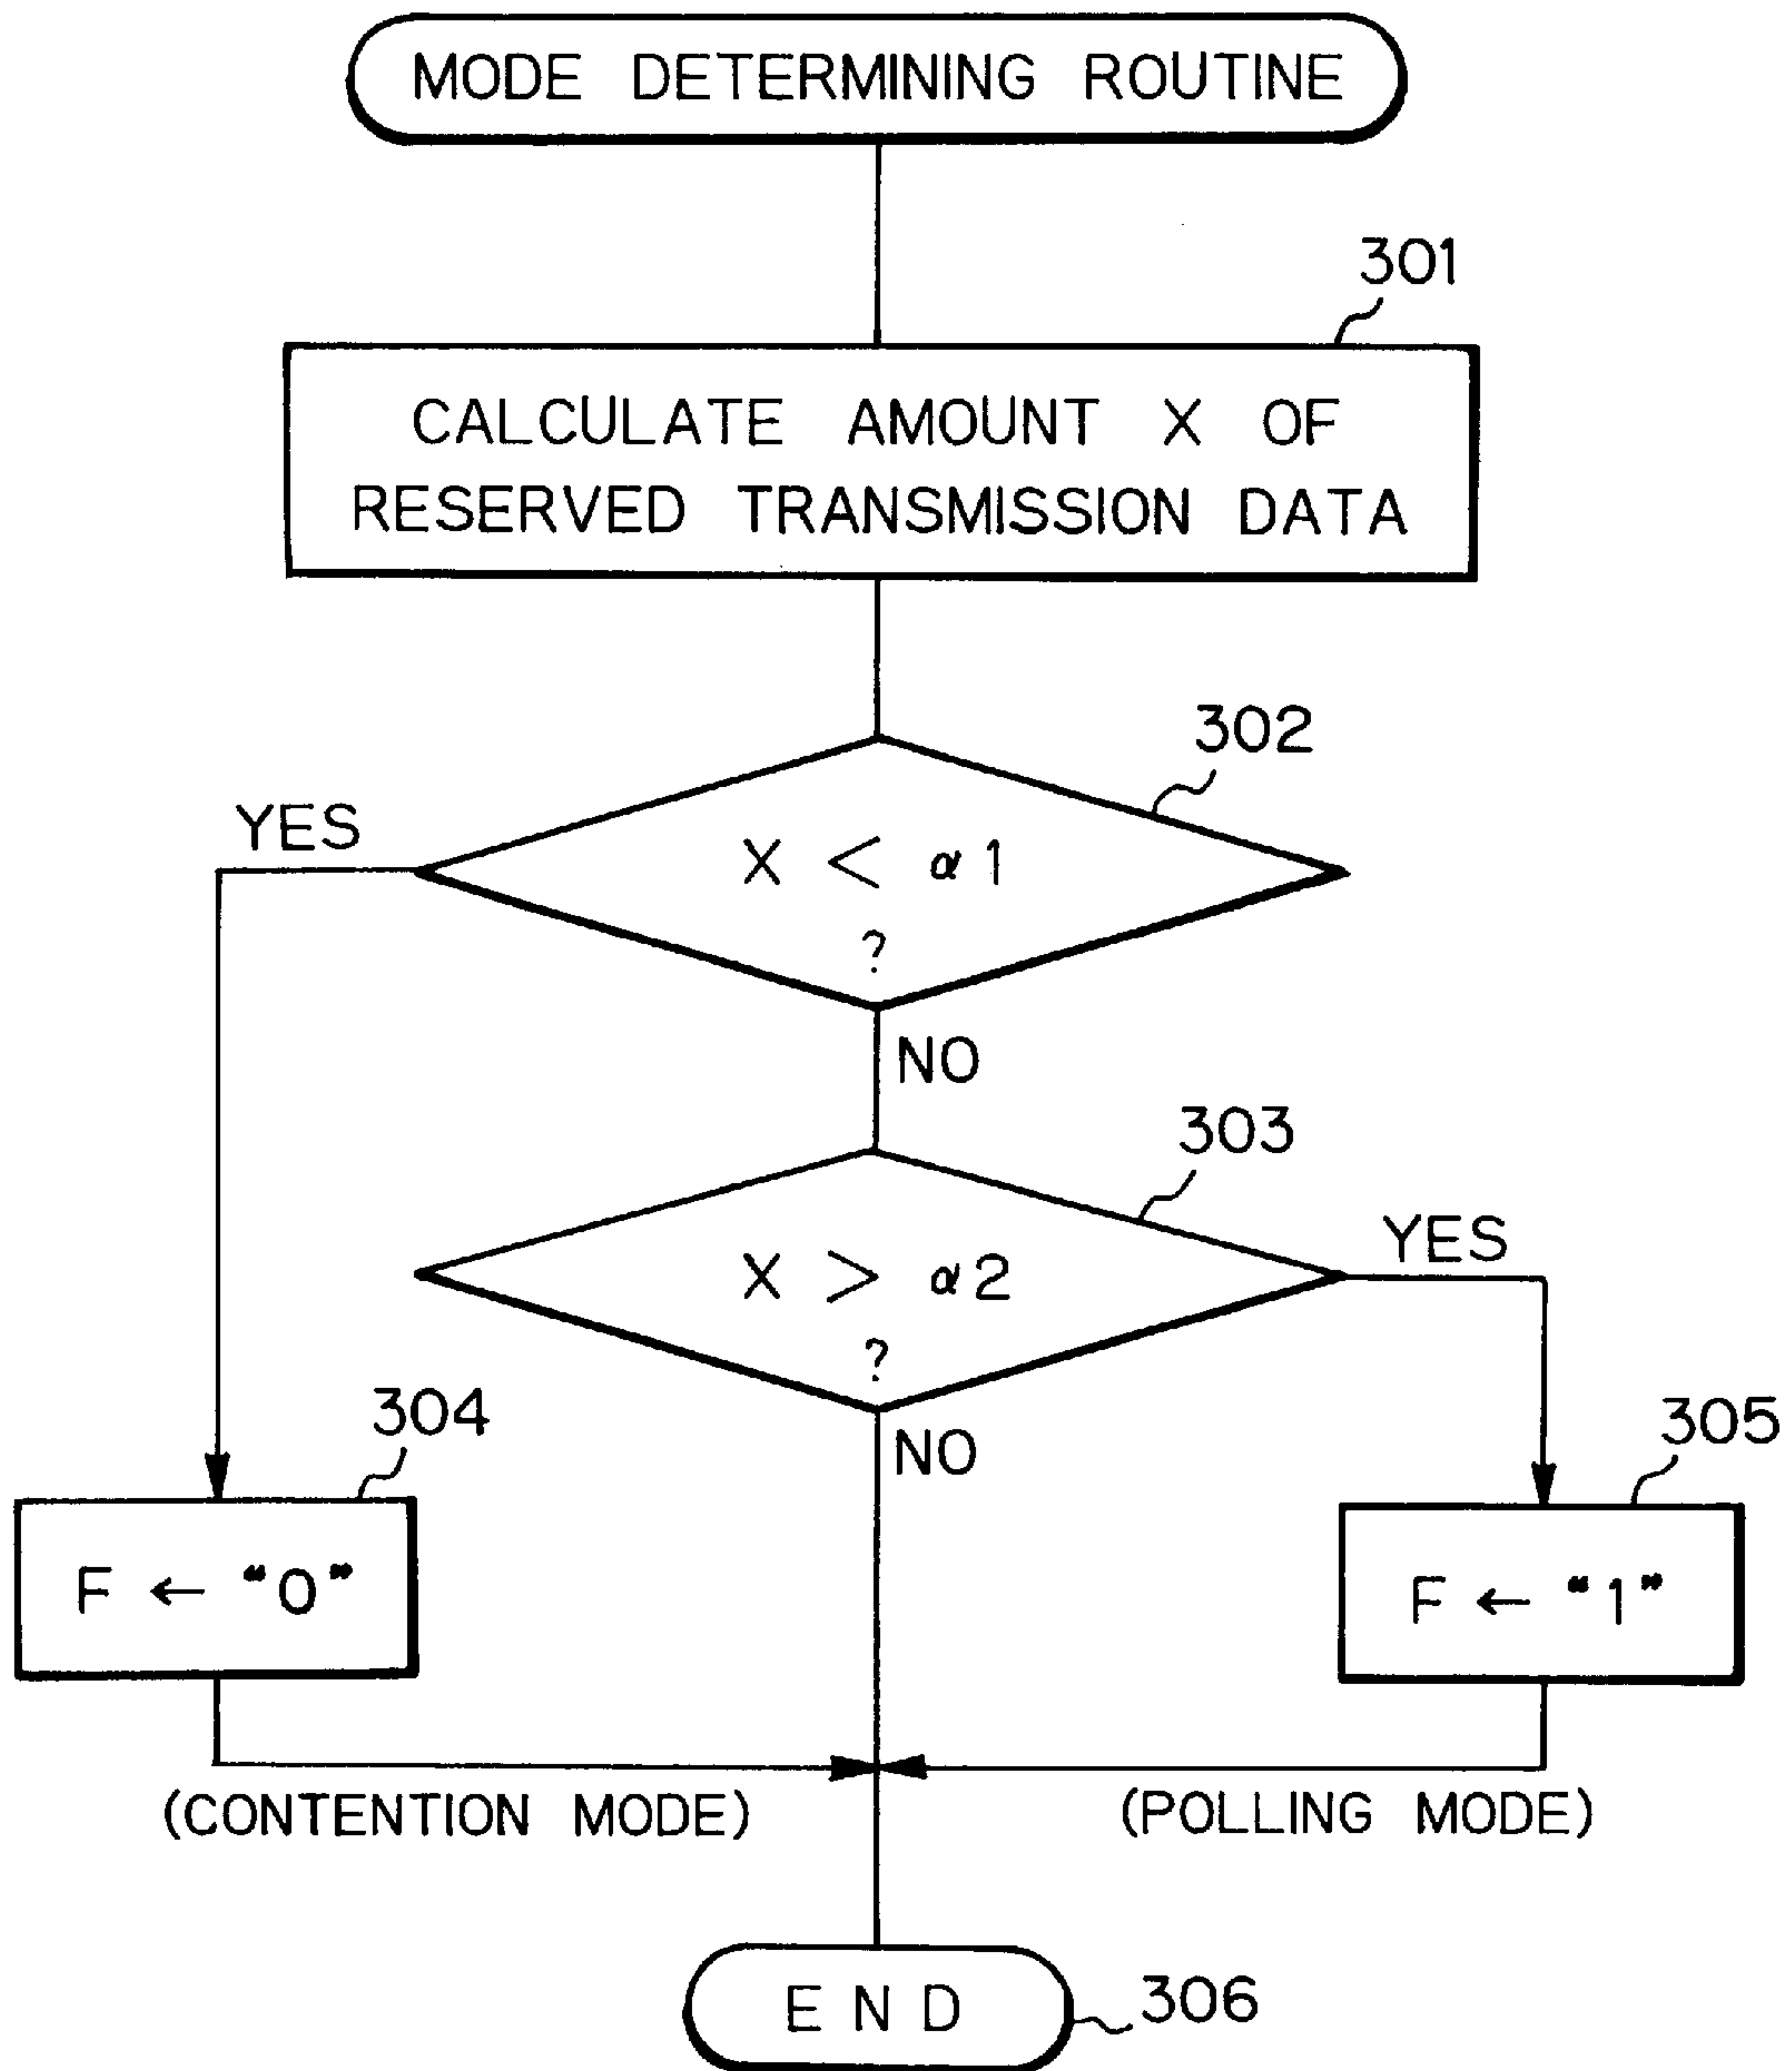 MODE DETERMINING ROUTINE
301
CALCULATE AMOUNT X OF
RESERVED TRANSMISSION DATA
302
YES
X < α1
?
NO
303
YES
X > α2
?
NO
304
305
F ← "0"
F ← "1"
(CONTENTION MODE)
(POLLING MODE)
END
306